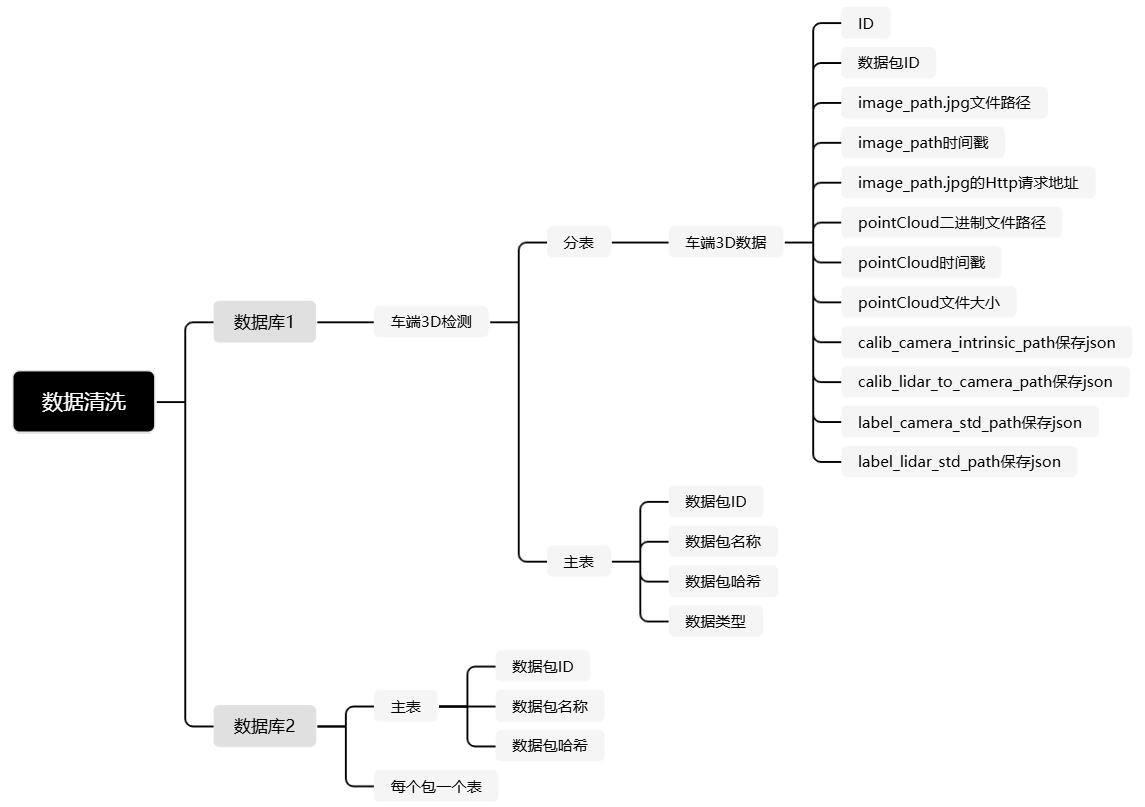 数据清洗
数据库1
车端3D检测
分表
车端3D数据
ID
数据包ID
image_path.jpg文件路径
image_path时间戳
image_path.jpg的Http请求地址
pointCloud二进制文件路径
pointCloud时间戳
pointCloud文件大小
calib_camera_intrinsic_path保存json
calib_lidar_to_camera_path保存json
label_camera_std_path保存json
label_lidar_std_path保存json
主表
数据包ID
数据包名称
数据包哈希
数据类型
数据库2
主表
数据包ID
数据包名称
数据包哈希
每个包一个表